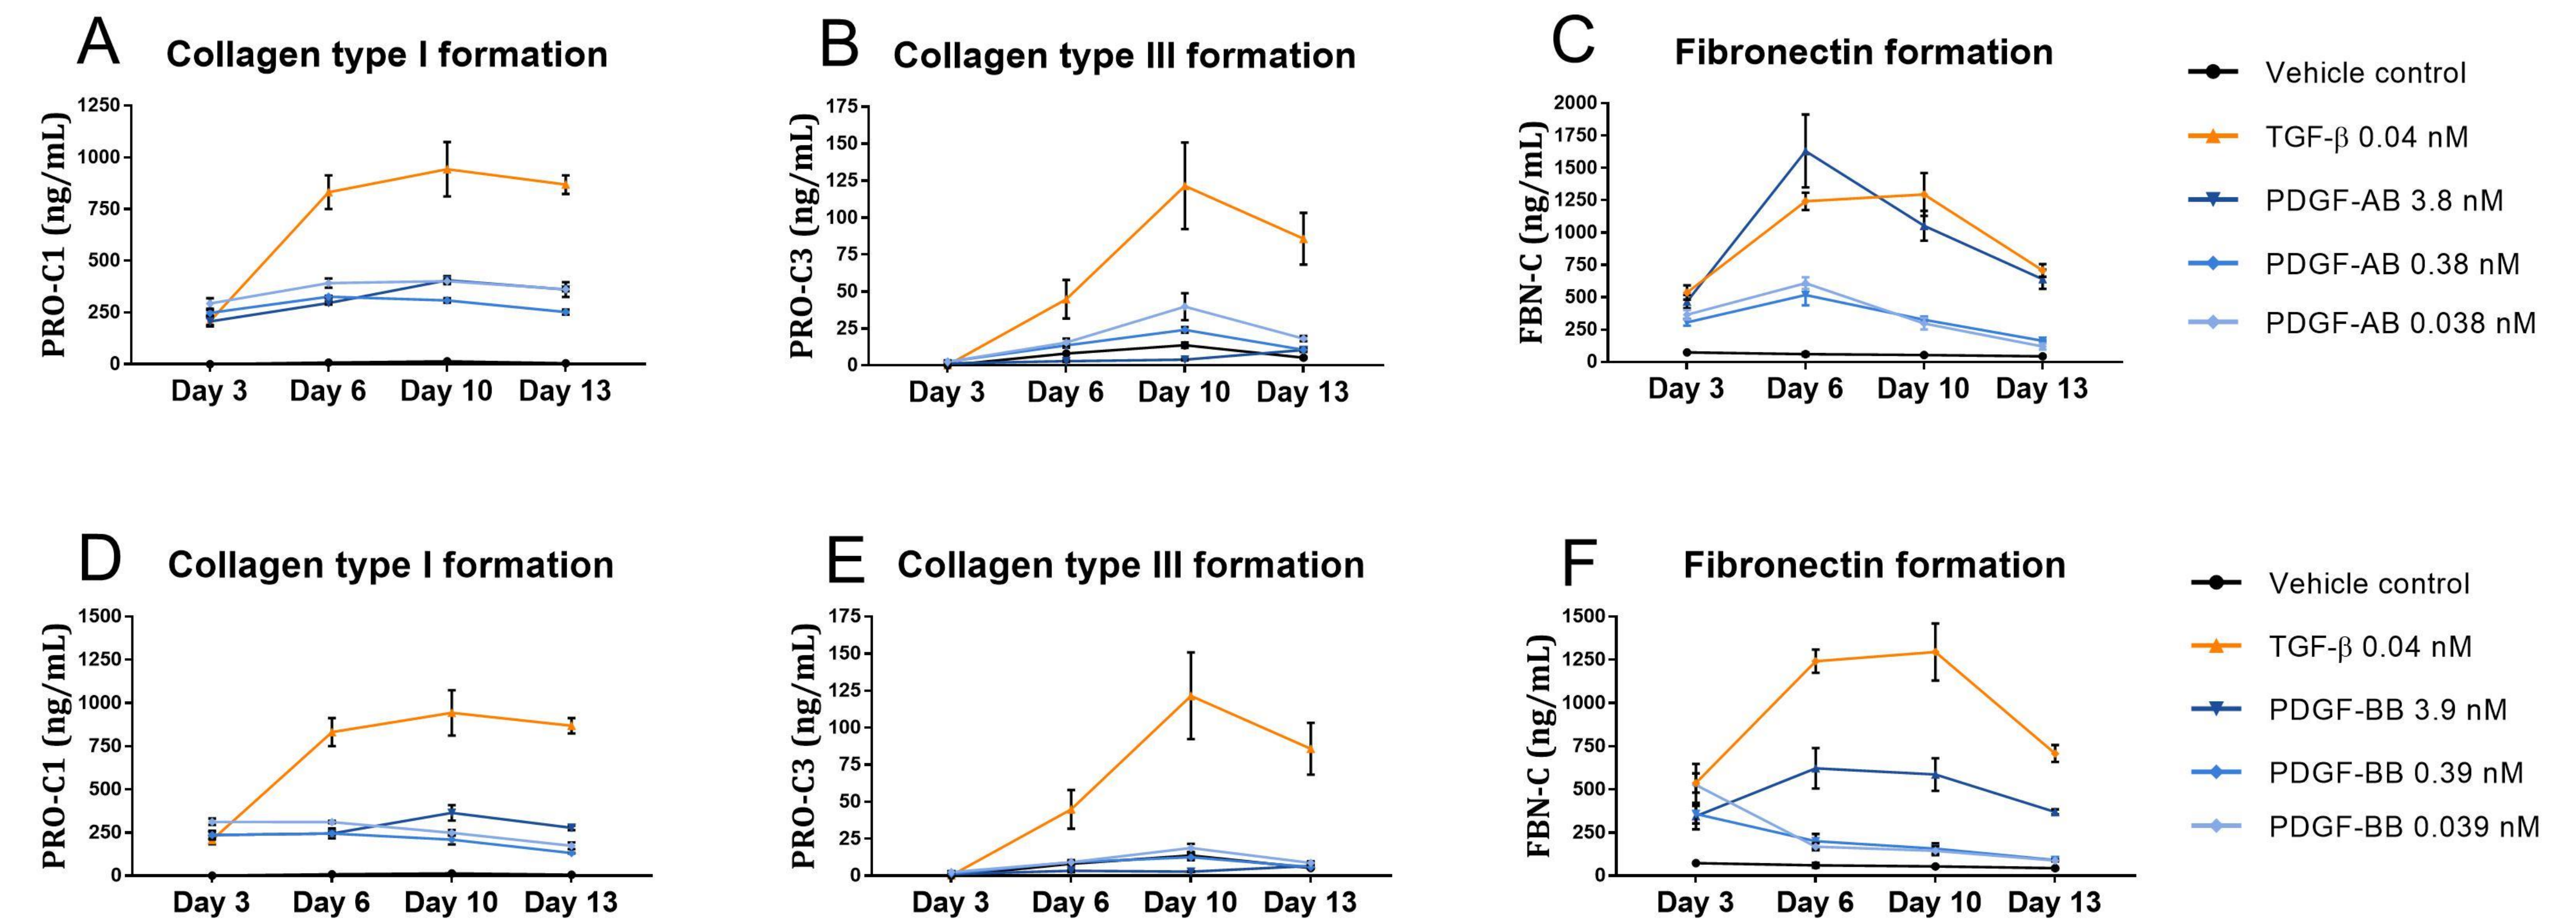 A
Collagen type I formation
PRO-C1 (ng/mL)
1250
1000
750
500
250
0
Day 3 Day 6 Day 10 Day 13
B
Collagen type III formation
PRO-C3 (ng/mL)
175
150
125
100
75
50
25
0
Day 3 Day 6 Day 10 Day 13
C
Fibronectin formation
FBN-C (ng/mL)
2000
1750
1500
1250
1000
750
500
250
0
Day 3 Day 6 Day 10 Day 13
Vehicle control
TGF-β 0.04 nM
PDGF-AB 3.8 nM
PDGF-AB 0.38 nM
PDGF-AB 0.038 nM
D
Collagen type I formation
PRO-C1 (ng/mL)
1500
1250
1000
750
500
250
0
Day 3 Day 6 Day 10 Day 13
E
Collagen type III formation
PRO-C3 (ng/mL)
175
150
125
100
75
50
25
0
Day 3 Day 6 Day 10 Day 13
F
Fibronectin formation
FBN-C (ng/mL)
1500
1250
1000
750
500
250
0
Day 3 Day 6 Day 10 Day 13
Vehicle control
TGF-β 0.04 nM
PDGF-BB 3.9 nM
PDGF-BB 0.39 nM
PDGF-BB 0.039 nM